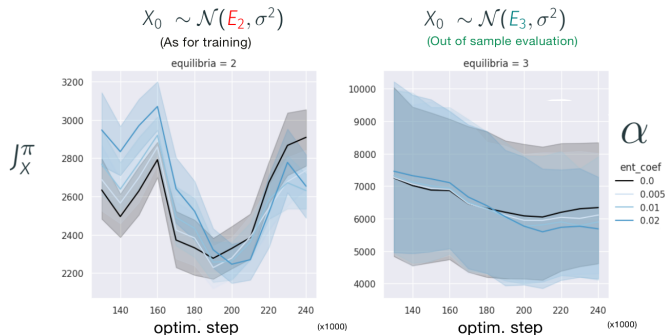 X₀ ~ N(E₂, σ²)
(As for training)
X₀ ~ N(E₃, σ²)
(Out of sample evaluation)
equilibria = 2
3200
3000
2800
2600
2400
2200
140 160 180 200 220 240
J_X^π
optim. step
(x1000)
equilibria = 3
10000
9000
8000
7000
6000
5000
4000
140 160 180 200 220 240
optim. step
(x1000)
α
ent_coef
0.0
0.005
0.01
0.02